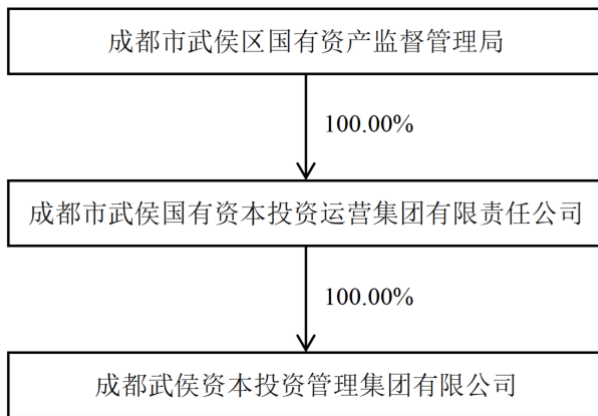 成都市武侯区国有资产监督管理局
100.00%
成都市武侯国有资本投资运营集团有限责任公司
100.00%
成都武侯资本投资管理集团有限公司